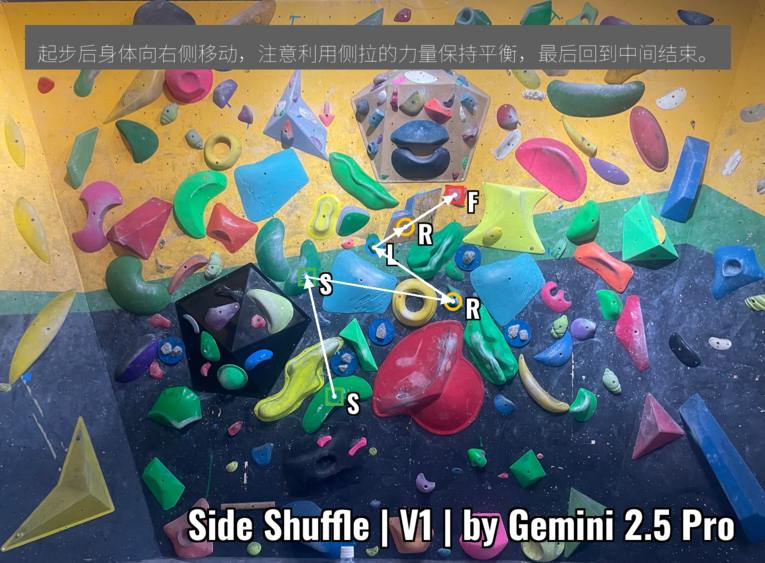 起步后身体向右侧移动，注意利用侧拉的力量保持平衡，最后回到中间结束。
F
R
L
S
R
S
Side Shuffle | V1 | by Gemini 2.5 Pro